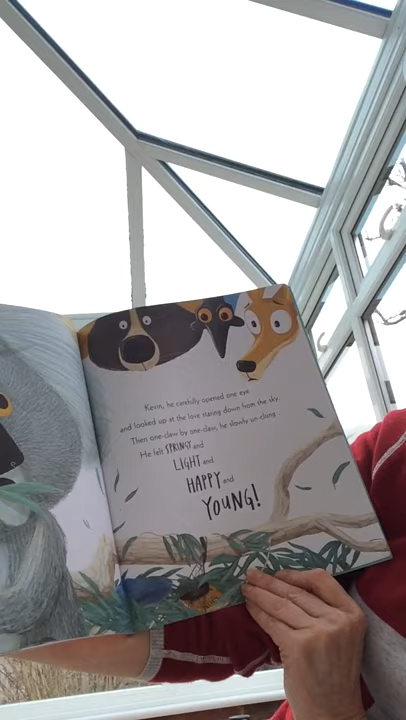 Kevin, he carefully opened one eye
and looked up at the love staring down from the sky.
Then one-claw by one-claw, he slowly un-clung.
He felt SPRINGY and
LIGHT and
HAPPY and
YOUNG!